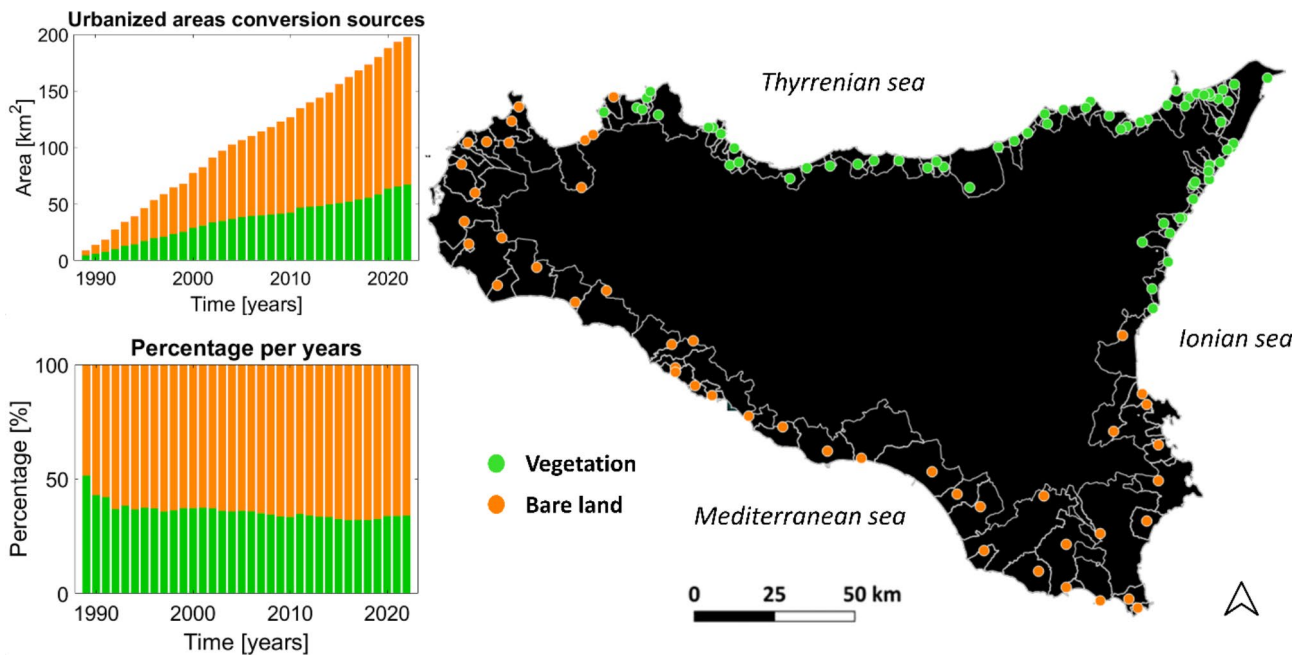 Urbanized areas conversion sources
200
150
100
50
0
Area [km²]
1990 2000 2010 2020
Time [years]
Percentage per years
100
50
0
Percentage [%]
1990 2000 2010 2020
Time [years]
Thyrrenian sea
Ionian sea
Mediterranean sea
Vegetation
Bare land
0 25 50 km